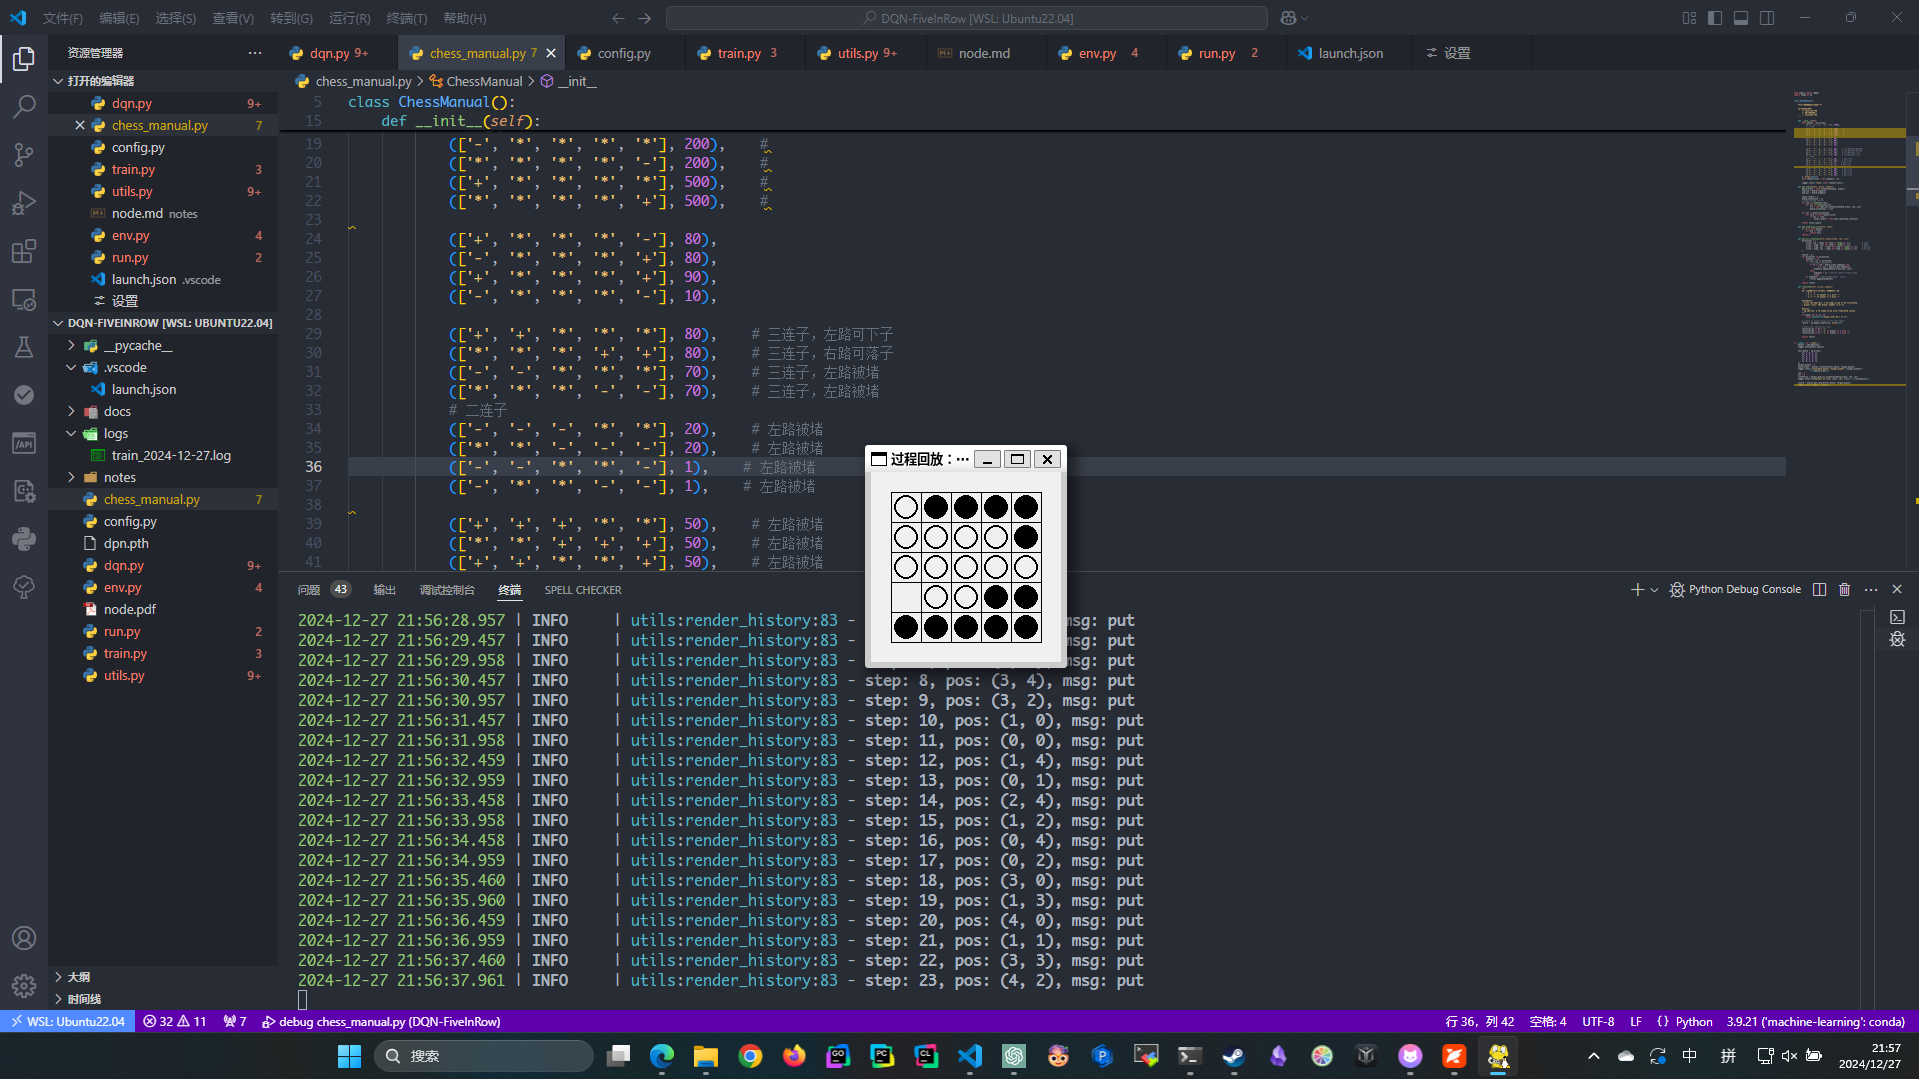 文件(F) 编辑(E) 选择(S) 查看(V) 转到(G) 运行(R) 终端(T) 帮助(H)
DQN-FiveInRow [WSL: Ubuntu22.04]
资源管理器
dqn.py 9+ chess_manual.py 7 config.py train.py 3 utils.py 9+ node.md env.py 4 run.py 2 launch.json 设置
打开的编辑器
dqn.py 9+
chess_manual.py 7
config.py
train.py 3
utils.py 9+
node.md notes
env.py 4
run.py 2
launch.json .vscode
设置
DQN-FIVEINROW [WSL: UBUNTU22.04]
__pycache__
.vscode
launch.json
docs
logs
train_2024-12-27.log
notes
chess_manual.py 7
config.py
dpn.pth
dqn.py 9+
env.py 4
node.pdf
run.py 2
train.py 3
utils.py 9+
大纲
时间线
chess_manual.py > ChessManual > __init__
5 class ChessManual():
15 def __init__(self):
19 (['-', '*', '*', '*', '*'], 200), #
20 (['*', '*', '*', '*', '-'], 200), #
21 (['+', '*', '*', '*', '*'], 500), #
22 (['*', '*', '*', '*', '+'], 500), #
23
24 (['+', '*', '*', '*', '-'], 80),
25 (['-', '*', '*', '*', '+'], 80),
26 (['+', '*', '*', '*', '+'], 90),
27 (['-', '*', '*', '*', '-'], 10),
28
29 (['+', '+', '*', '*', '*'], 80), # 三连子，左路可下子
30 (['*', '*', '*', '+', '+'], 80), # 三连子，右路可落子
31 (['-', '-', '*', '*', '*'], 70), # 三连子，左路被堵
32 (['*', '*', '*', '-', '-'], 70), # 三连子，左路被堵
33 # 二连子
34 (['-', '-', '-', '*', '*'], 20), # 左路被堵
35 (['*', '*', '-', '-', '-'], 20), # 左路被堵
36 (['-', '-', '*', '*', '-'], 1), # 左路被堵
37 (['-', '*', '*', '-', '-'], 1), # 左路被堵
38
39 (['+', '+', '+', '*', '*'], 50), # 左路被堵
40 (['*', '*', '+', '+', '+'], 50), # 左路被堵
41 (['+', '+', '*', '*', '+'], 50), # 左路被堵
过程回放：···
问题 43 输出 调试控制台 终端 SPELL CHECKER
Python Debug Console
2024-12-27 21:56:28.957 | INFO | utils:render_history:83 - msg: put
2024-12-27 21:56:29.457 | INFO | utils:render_history:83 - msg: put
2024-12-27 21:56:29.958 | INFO | utils:render_history:83 - msg: put
2024-12-27 21:56:30.457 | INFO | utils:render_history:83 - step: 8, pos: (3, 4), msg: put
2024-12-27 21:56:30.957 | INFO | utils:render_history:83 - step: 9, pos: (3, 2), msg: put
2024-12-27 21:56:31.457 | INFO | utils:render_history:83 - step: 10, pos: (1, 0), msg: put
2024-12-27 21:56:31.958 | INFO | utils:render_history:83 - step: 11, pos: (0, 0), msg: put
2024-12-27 21:56:32.459 | INFO | utils:render_history:83 - step: 12, pos: (1, 4), msg: put
2024-12-27 21:56:32.959 | INFO | utils:render_history:83 - step: 13, pos: (0, 1), msg: put
2024-12-27 21:56:33.458 | INFO | utils:render_history:83 - step: 14, pos: (2, 4), msg: put
2024-12-27 21:56:33.958 | INFO | utils:render_history:83 - step: 15, pos: (1, 2), msg: put
2024-12-27 21:56:34.458 | INFO | utils:render_history:83 - step: 16, pos: (0, 4), msg: put
2024-12-27 21:56:34.959 | INFO | utils:render_history:83 - step: 17, pos: (0, 2), msg: put
2024-12-27 21:56:35.460 | INFO | utils:render_history:83 - step: 18, pos: (3, 0), msg: put
2024-12-27 21:56:35.960 | INFO | utils:render_history:83 - step: 19, pos: (1, 3), msg: put
2024-12-27 21:56:36.459 | INFO | utils:render_history:83 - step: 20, pos: (4, 0), msg: put
2024-12-27 21:56:36.959 | INFO | utils:render_history:83 - step: 21, pos: (1, 1), msg: put
2024-12-27 21:56:37.460 | INFO | utils:render_history:83 - step: 22, pos: (3, 3), msg: put
2024-12-27 21:56:37.961 | INFO | utils:render_history:83 - step: 23, pos: (4, 2), msg: put
WSL: Ubuntu22.04 32 11 7 debug chess_manual.py (DQN-FiveInRow) 行 36，列 42 空格: 4 UTF-8 LF {} Python 3.9.21 ('machine-learning': conda)
搜索
中 拼
21:57
2024/12/27